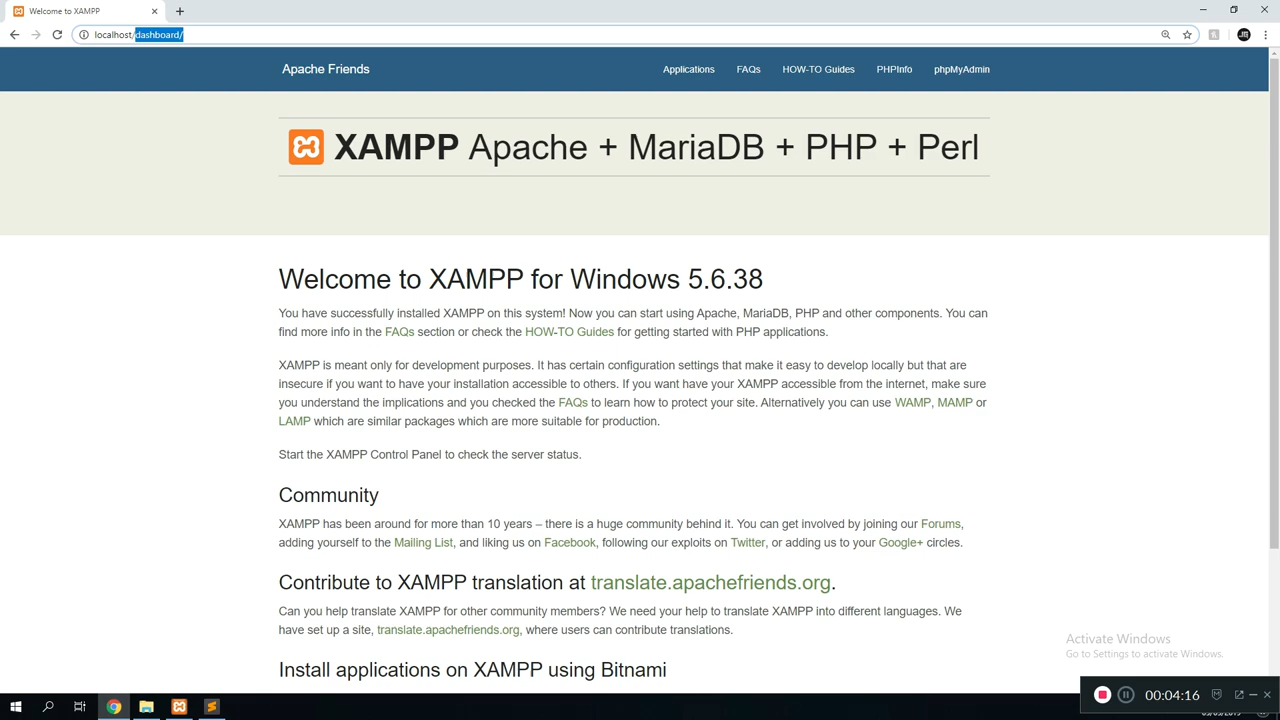 Welcome to XAMPP
localhost/dashboard/
Apache Friends
Applications
FAQs
HOW-TO Guides
PHPInfo
phpMyAdmin
XAMPP Apache + MariaDB + PHP + Perl
Welcome to XAMPP for Windows 5.6.38
You have successfully installed XAMPP on this system! Now you can start using Apache, MariaDB, PHP and other components. You
can find more info in the FAQs section or check the HOW-TO Guides for getting started with PHP applications.
XAMPP is meant only for development purposes. It has certain configuration settings that make it easy to develop locally but that are
insecure if you want to have your installation accessible to others. If you want have your XAMPP accessible from the internet, make sure
you understand the implications and you checked the FAQs to learn how to protect your site. Alternatively you can use WAMP, MAMP or
LAMP which are similar packages which are more suitable for production.
Start the XAMPP Control Panel to check the server status.
Community
XAMPP has been around for more than 10 years – there is a huge community behind it. You can get involved by joining our Forums,
adding yourself to the Mailing List, and liking us on Facebook, following our exploits on Twitter, or adding us to your Google+ circles.
Contribute to XAMPP translation at translate.apachefriends.org.
Can you help translate XAMPP for other community members? We need your help to translate XAMPP into different languages. We
have set up a site, translate.apachefriends.org, where users can contribute translations.
Install applications on XAMPP using Bitnami
Activate Windows
Go to Settings to activate Windows.
00:04:16